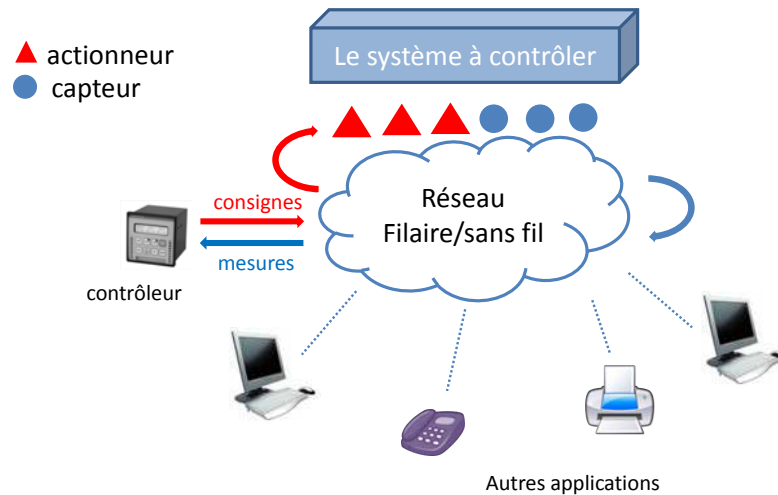 Le système à contrôler
actionneur
capteur
consignes
Réseau
Filaire/sans fil
mesures
contrôleur
Autres applications